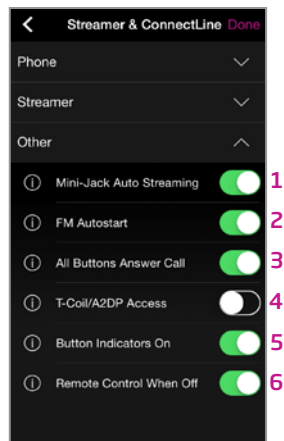 Streamer & ConnectLine Done
Phone
Streamer
Other
Mini-Jack Auto Streaming 1
FM Autostart 2
All Buttons Answer Call 3
T-Coil/A2DP Access 4
Button Indicators On 5
Remote Control When Off 6